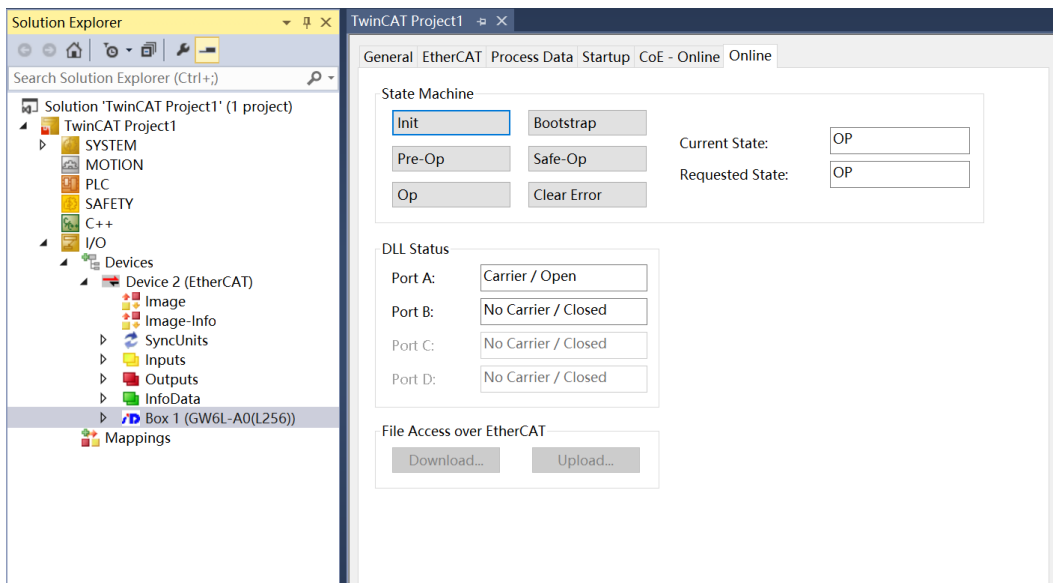 Solution Explorer
Search Solution Explorer (Ctrl+;)
Solution 'TwinCAT Project1' (1 project)
TwinCAT Project1
SYSTEM
MOTION
PLC
SAFETY
C++
I/O
Devices
Device 2 (EtherCAT)
Image
Image-Info
SyncUnits
Inputs
Outputs
InfoData
Box 1 (GW6L-A0(L256))
Mappings
TwinCAT Project1
General EtherCAT Process Data Startup CoE - Online Online
State Machine
Init Bootstrap
Pre-Op Safe-Op
Op Clear Error
Current State: OP
Requested State: OP
DLL Status
Port A: Carrier / Open
Port B: No Carrier / Closed
Port C: No Carrier / Closed
Port D: No Carrier / Closed
File Access over EtherCAT
Download... Upload...